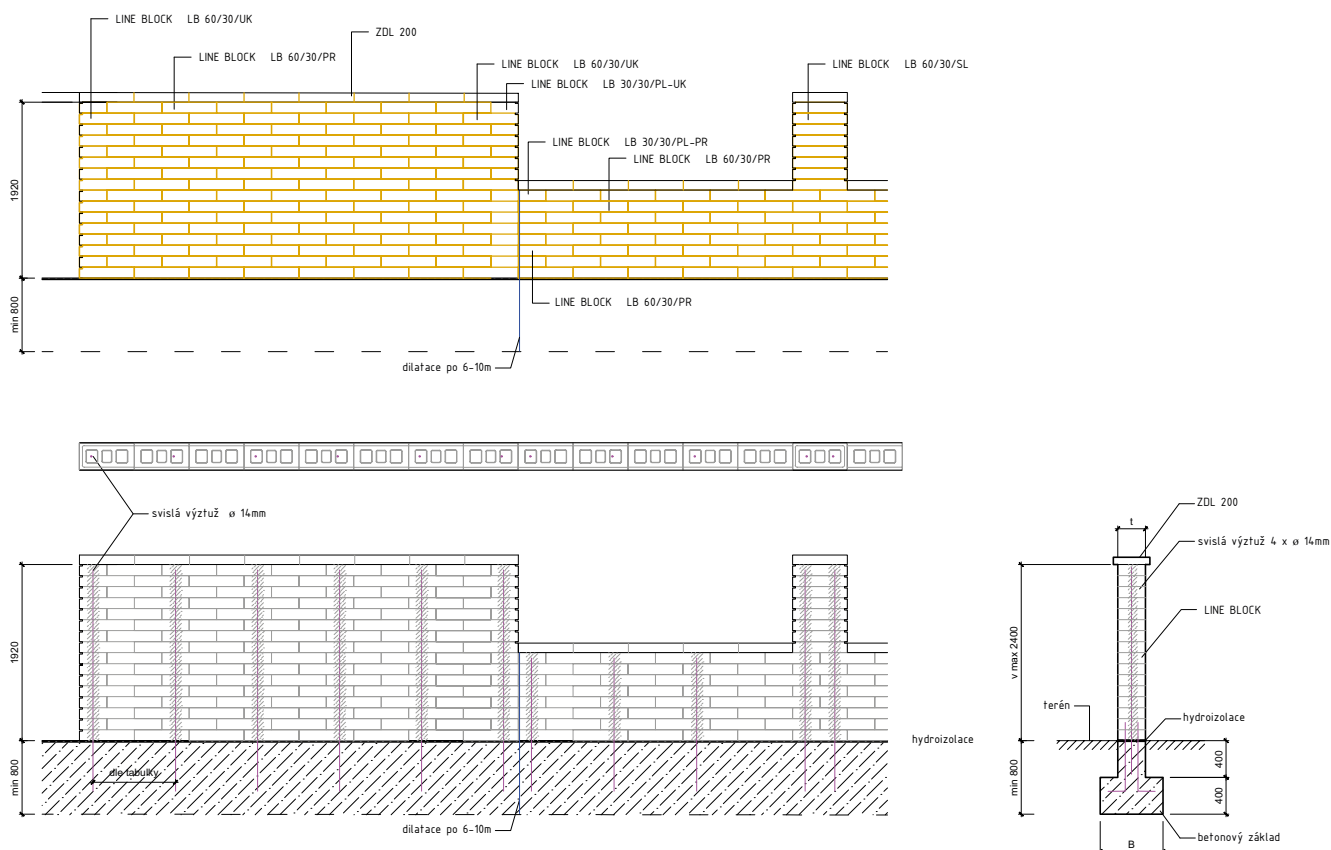 LINE BLOCK LB 60/30/UK
ZDL 200
LINE BLOCK LB 60/30/PR
LINE BLOCK LB 60/30/UK
LINE BLOCK LB 60/30/SL
LINE BLOCK LB 30/30/PL-UK
LINE BLOCK LB 30/30/PL-PR
LINE BLOCK LB 60/30/PR
1920
LINE BLOCK LB 60/30/PR
min 800
dilatace po 6-10m
svislá výztuž ø 14mm
ZDL 200
t
svislá výztuž 4 x ø 14mm
LINE BLOCK
1920
v max 2400
terén
hydroizolace
hydroizolace
dle tabulky
min 800
min 800
400
400
dilatace po 6-10m
betonový základ
B